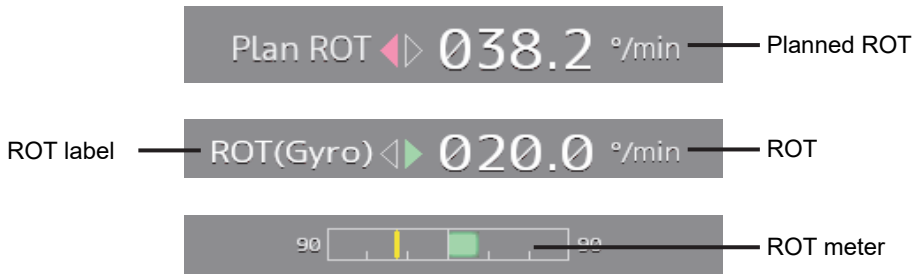 Plan ROT 038.2 °/min Planned ROT
ROT label ROT(Gyro) 020.0 °/min ROT
90 90 ROT meter